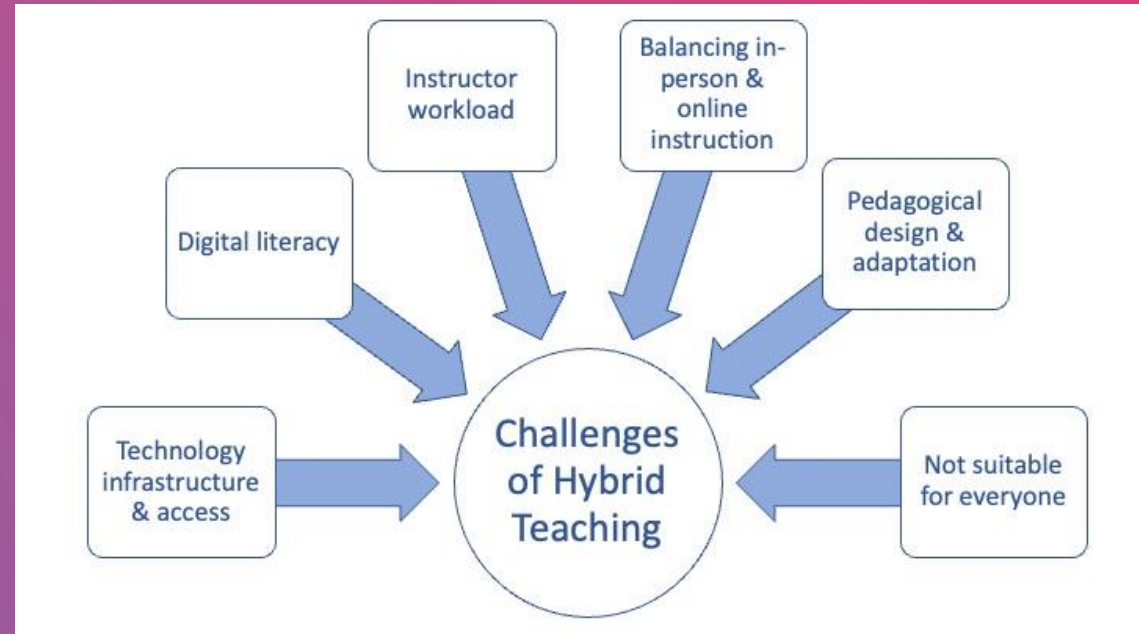 Technology
infrastructure
& access
Digital literacy
Instructor
workload
Balancing in-
person &
online
instruction
Pedagogical
design &
adaptation
Not suitable
for everyone
Challenges
of Hybrid
Teaching